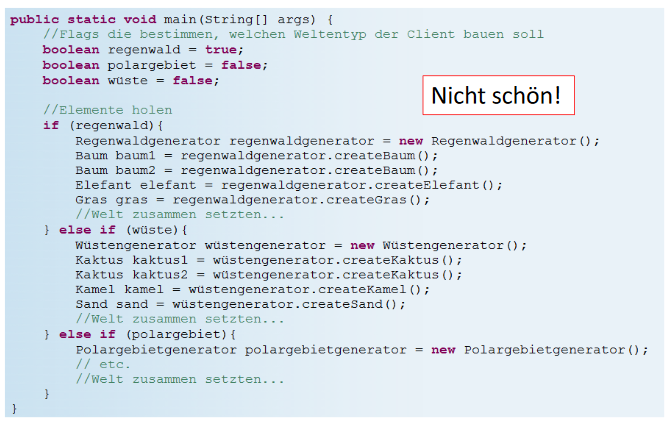 public static void main(String[] args) {
//Flags die bestimmen, welchen Weltentyp der Client bauen soll
boolean regenwald = true;
boolean polargebiet = false;
boolean wüste = false;
Nicht schön!
//Elemente holen
if (regenwald){
Regenwaldgenerator regenwaldgenerator = new Regenwaldgenerator();
Baum baum1 = regenwaldgenerator.createBaum();
Baum baum2 = regenwaldgenerator.createBaum();
Elefant elefant = regenwaldgenerator.createElefant();
Gras gras = regenwaldgenerator.createGras();
//Welt zusammen setzten...
} else if (wüste){
Wüstengenerator wüstengenerator = new Wüstengenerator();
Kaktus kaktus1 = wüstengenerator.createKaktus();
Kaktus kaktus2 = wüstengenerator.createKaktus();
Kamel kamel = wüstengenerator.createKamel();
Sand sand = wüstengenerator.createSand();
//Welt zusammen setzten...
} else if (polargebiet){
Polargebietgenerator polargebietgenerator = new Polargebietgenerator();
// etc.
//Welt zusammen setzten...
}
}